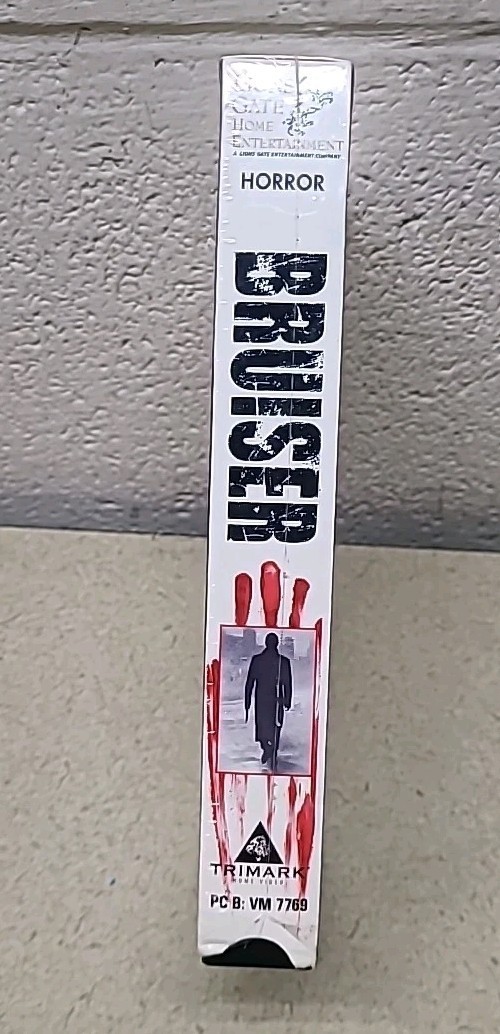 LIONS
GATE
HOME
ENTERTAINMENT
A LIONS GATE ENTERTAINMENT COMPANY
HORROR
BRUISER
TRIMARK
HOME VIDEO
PC B: VM 7769